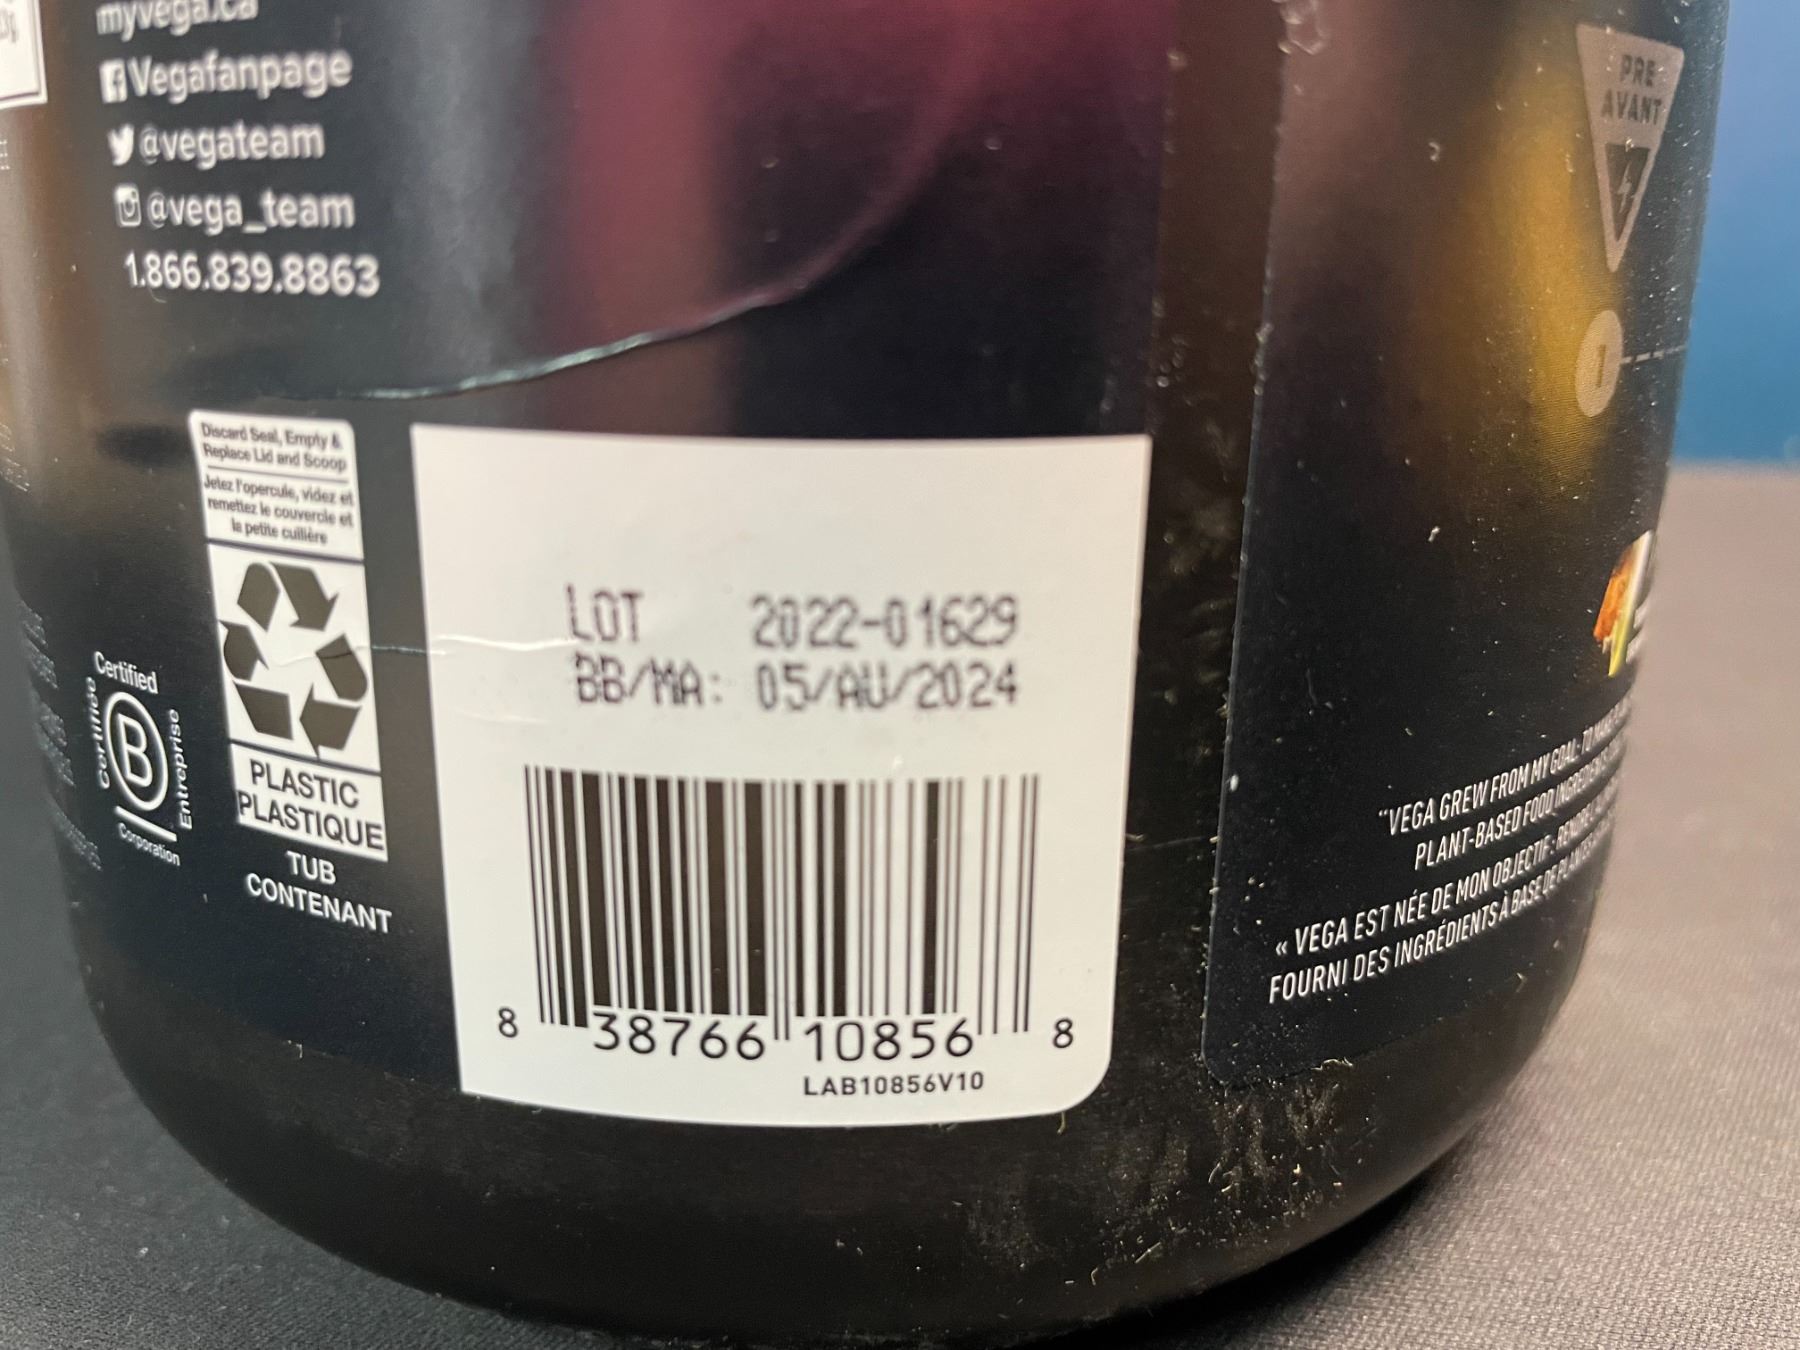 myvega.ca
Vegafanpage
@vegateam
@vega_team
1.866.839.8863
Discard Seal, Empty &
Replace Lid and Scoop
Jetez l'opercule, videz et
remettez le couvercle et
la petite cuillère
PLASTIC
PLASTIQUE
TUB
CONTENANT
Certified
Certifiée
B
Entreprise
Corporation
LOT 2022-01629
BB/MA: 05/AU/2024
8 38766 10856 8
LAB10856V10
PRE
AVANT
1
"VEGA GREW FROM MY GOAL: TO
PLANT-BASED FOOD
« VEGA EST NÉE DE MON OBJECTIF:
FOURNI DES INGRÉDIENTS À BASE DE